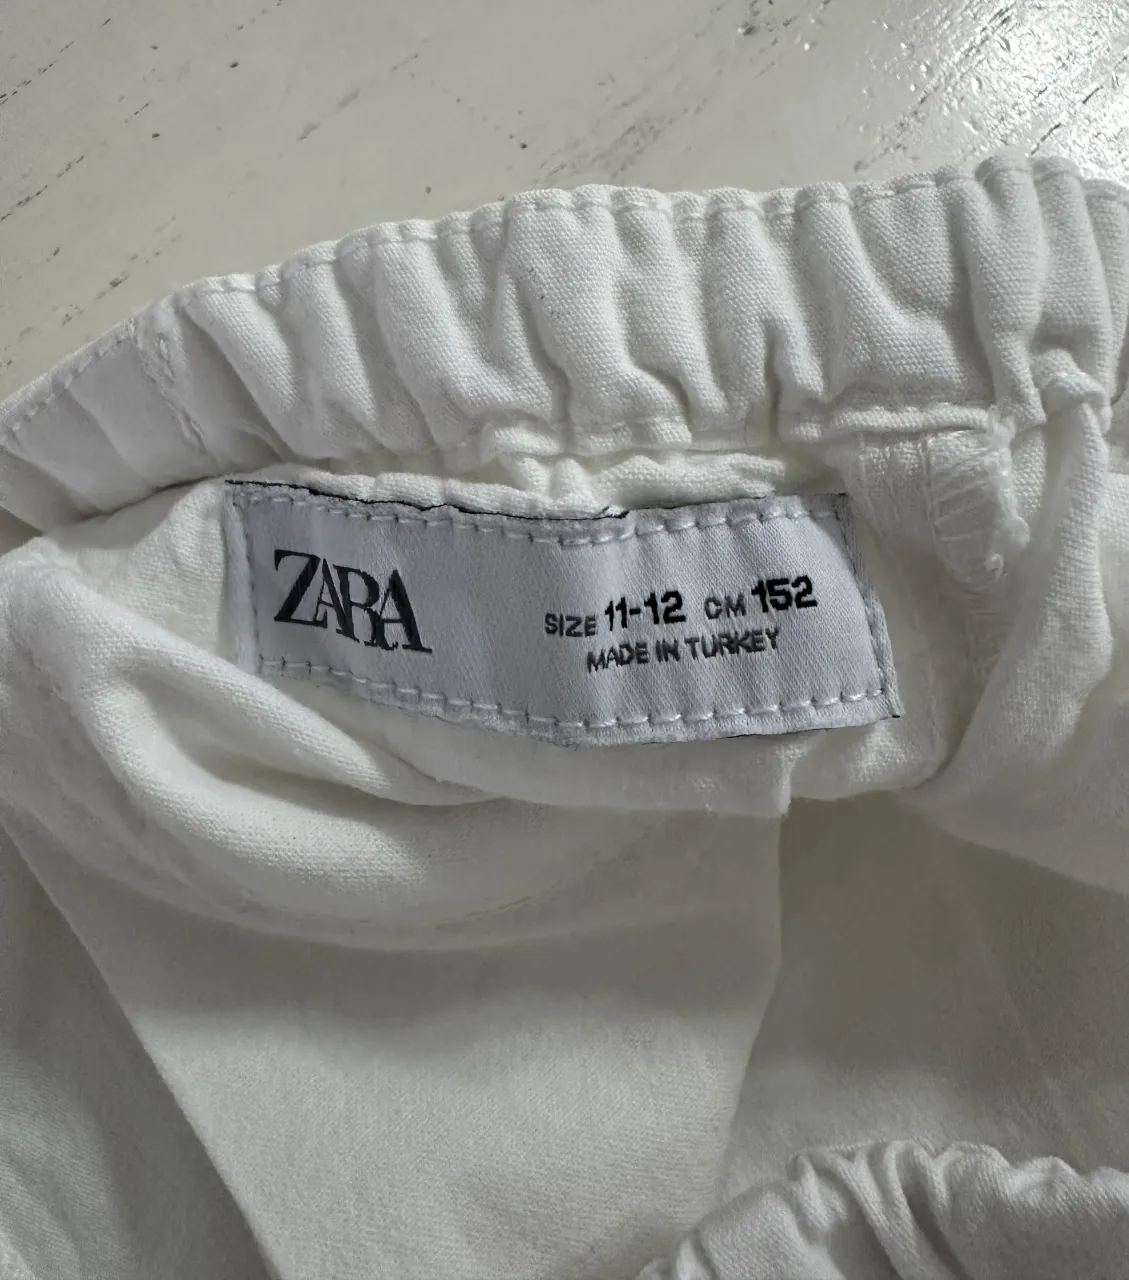 ZARA
SIZE 11-12 CM 152
MADE IN TURKEY